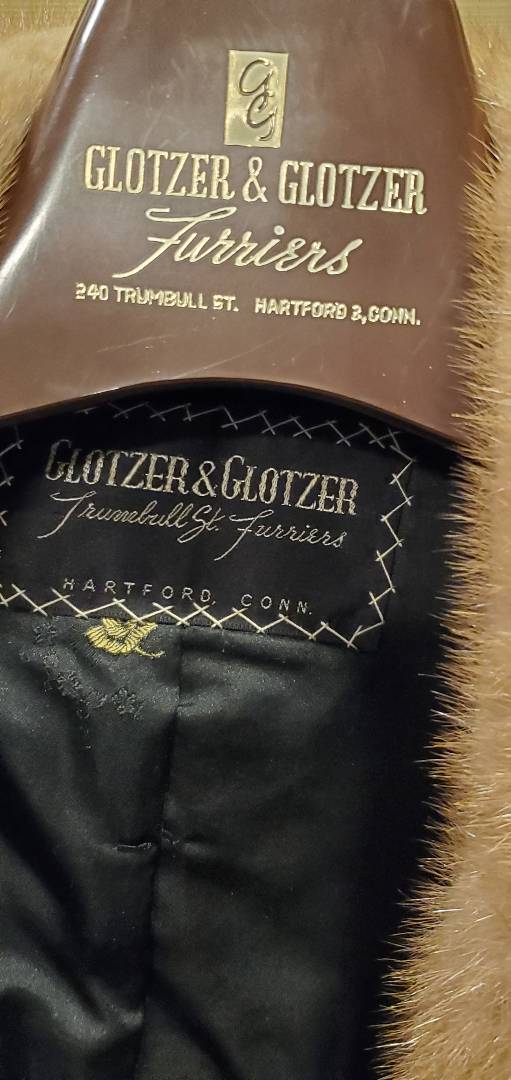 GG
GLOTZER & GLOTZER
Furriers
240 TRUMBULL ST. HARTFORD 3, CONN.
GLOTZER & GLOTZER
Trumbull St. Furriers
HARTFORD, CONN.